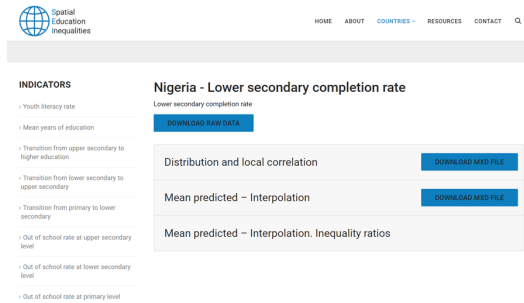 Spatial
Education
Inequalities
HOME ABOUT COUNTRIES RESOURCES CONTACT
INDICATORS
› Youth literacy rate
› Mean years of education
› Transition from upper secondary to
higher education
› Transition from lower secondary to
upper secondary
› Transition from primary to lower
secondary
› Out of school rate at upper secondary
level
› Out of school rate at lower secondary
level
› Out of school rate at primary level
Nigeria - Lower secondary completion rate
Lower secondary completion rate
DOWNLOAD RAW DATA
Distribution and local correlation
DOWNLOAD MXD FILE
Mean predicted – Interpolation
DOWNLOAD MXD FILE
Mean predicted – Interpolation. Inequality ratios